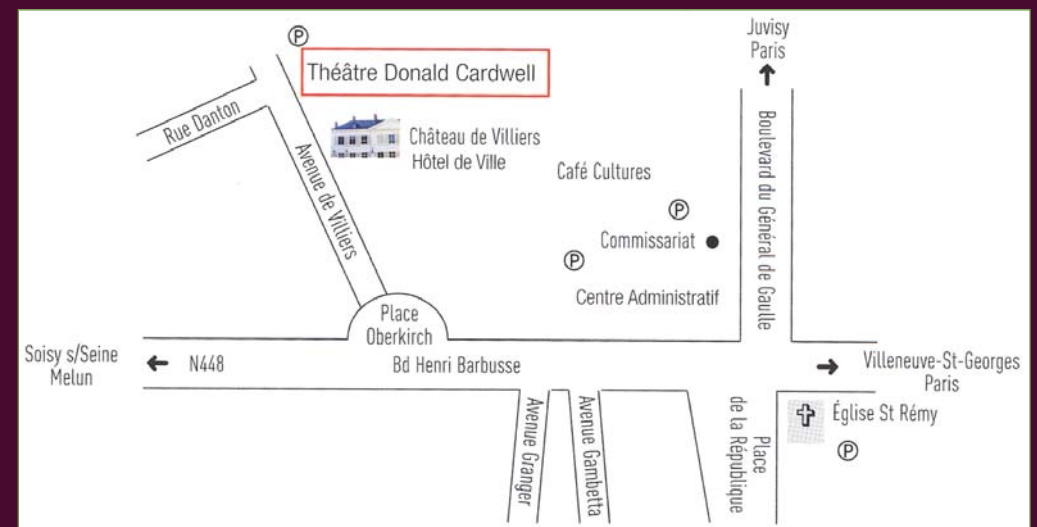 Juvisy
Paris
P
Théâtre Donald Cardwell
Rue Danton
Avenue de Villiers
Château de Villiers
Hôtel de Ville
Café Cultures
P
Commissariat
P
Centre Administratif
Boulevard du Général de Gaulle
Place
Oberkirch
Soisy s/Seine
Melun
N448
Bd Henri Barbusse
Villeneuve-St-Georges
Paris
Avenue Granger
Avenue Gambetta
Place
de la République
Église St Rémy
P